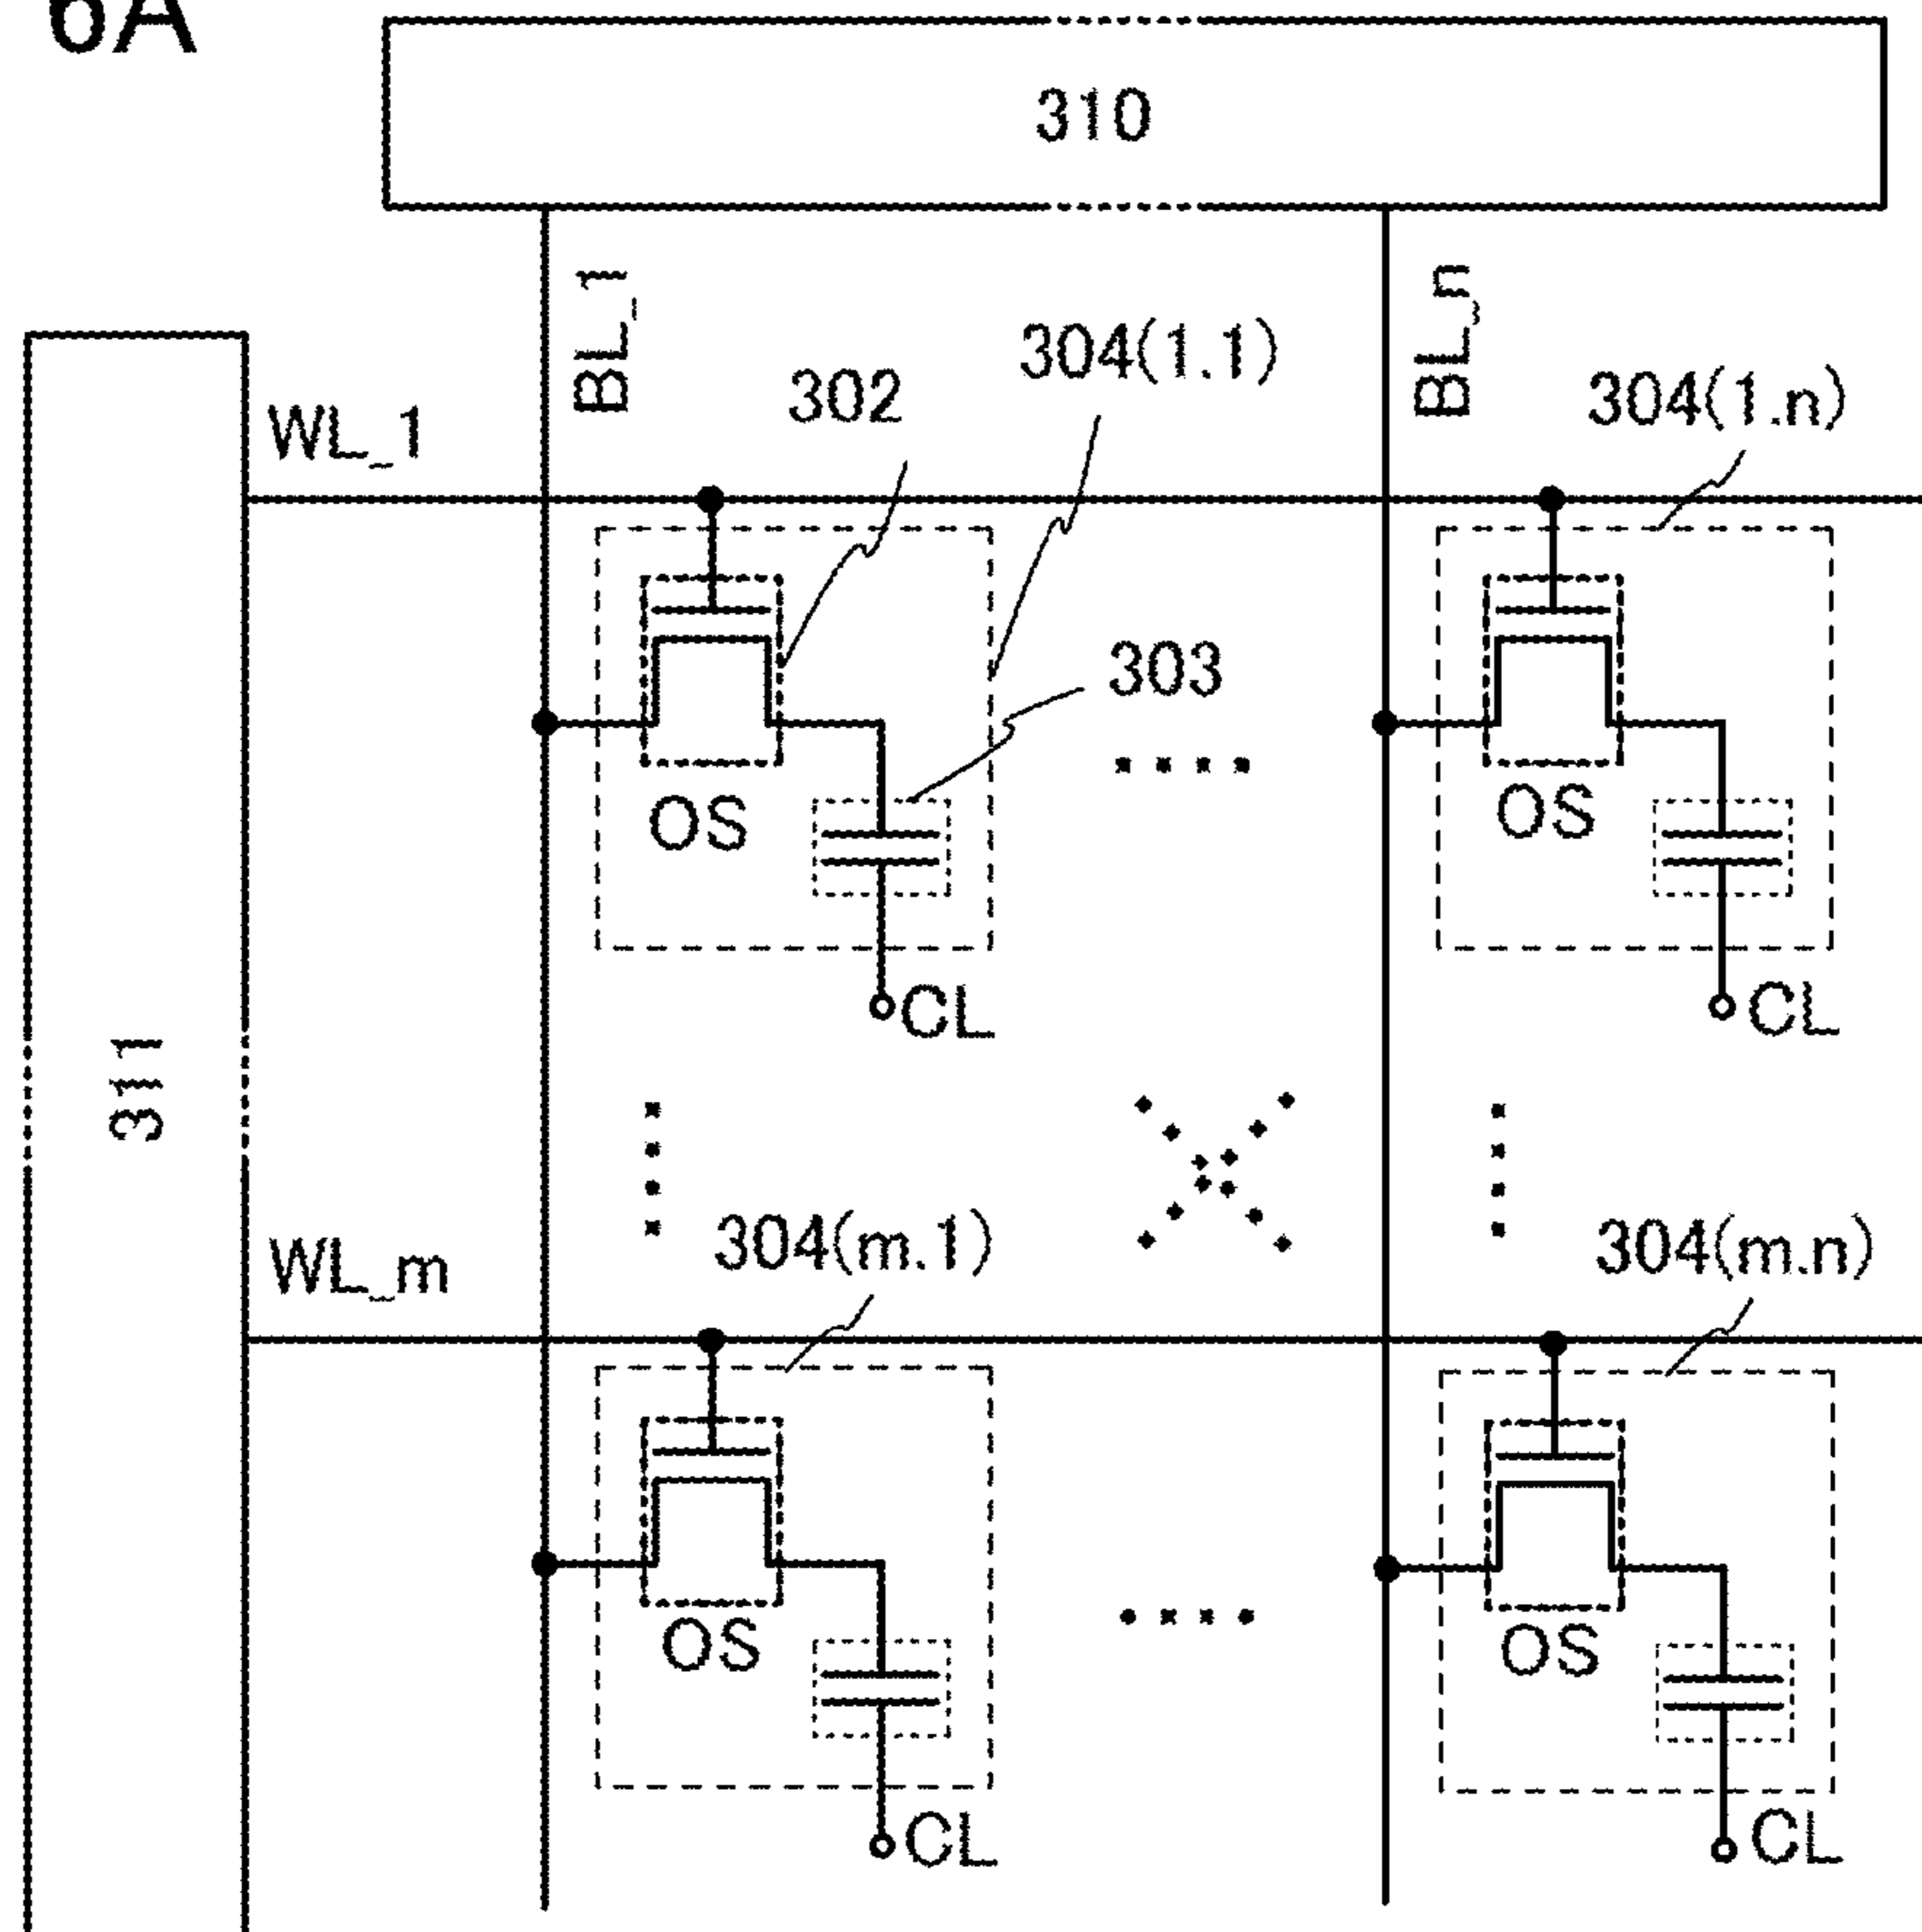 6A
310
BL_1
BL_n
304(1.1)
302
304(1.n)
WL_1
303
OS
OS
CL
CL
311
304(m.1)
304(m.n)
WL_m
OS
OS
CL
CL